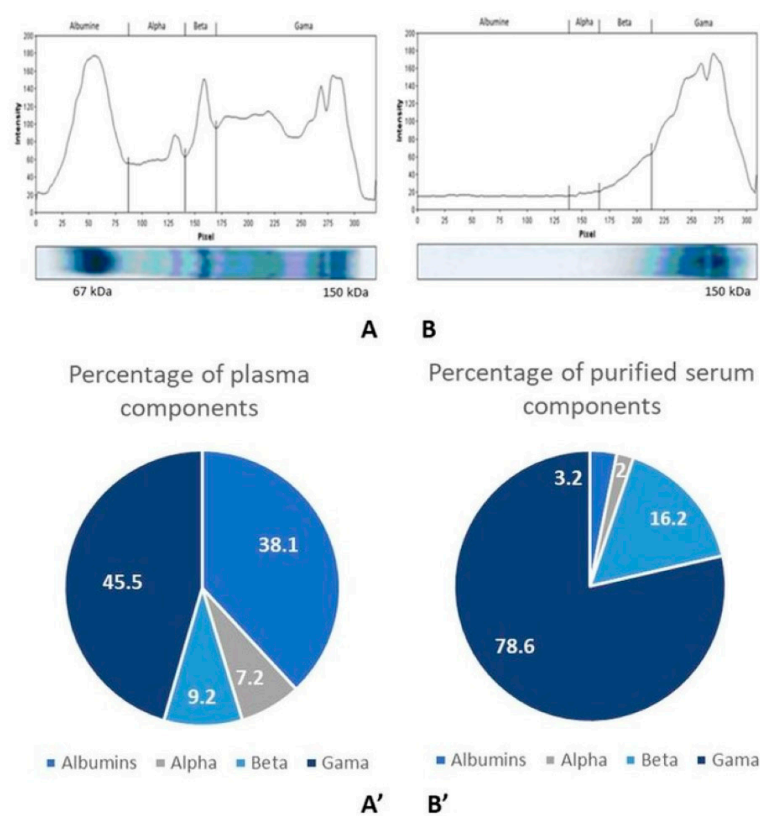 Albumine Alpha Beta Gama
200
180
160
140
120
100
80
60
40
20
0
Intensity
0 25 50 75 100 125 150 175 200 225 250 275 300
Pixel
67 kDa 150 kDa
A
Albumine Alpha Beta Gama
200
180
160
140
120
100
80
60
40
20
0
Intensity
0 25 50 75 100 125 150 175 200 225 250 275 300
Pixel
150 kDa
B
Percentage of plasma
components
38.1
45.5
7.2
9.2
Albumins Alpha Beta Gama
A’
Percentage of purified serum
components
3.2
2
16.2
78.6
Albumins Alpha Beta Gama
B’